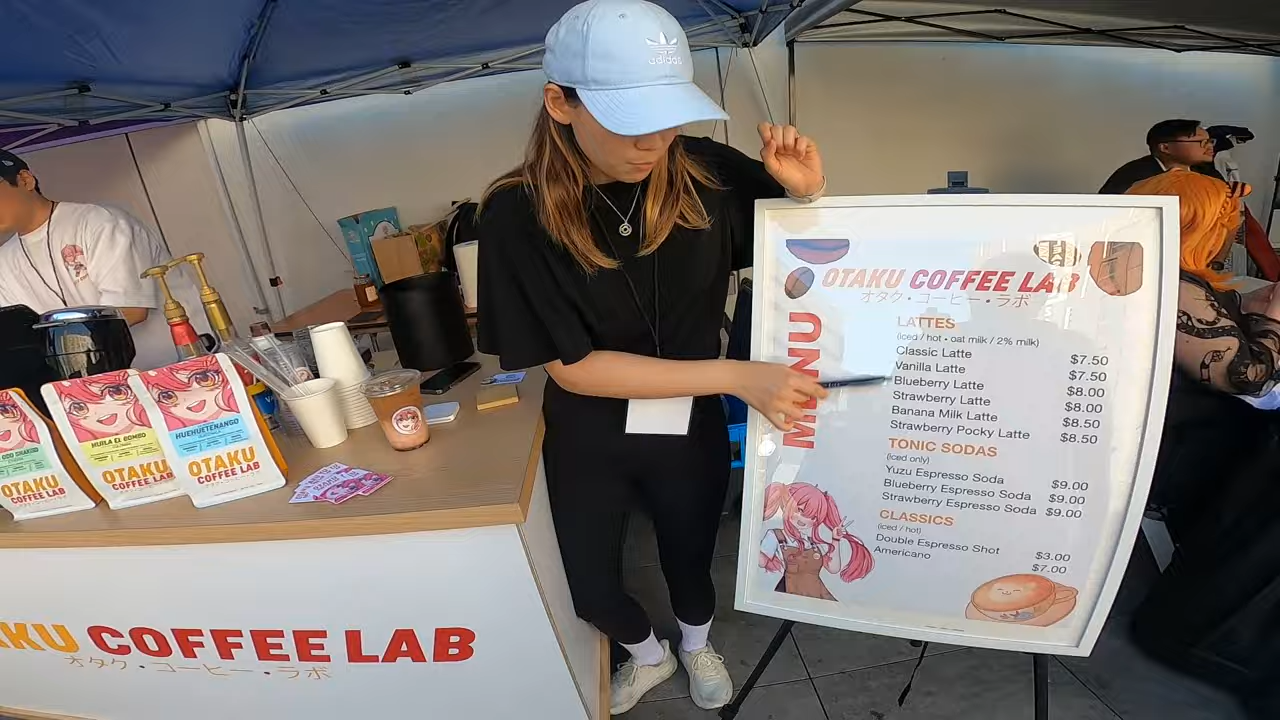 adidas
OTAKU COFFEE LAB
オタク・コーヒー・ラボ
MENU
LATTES
(iced / hot • oat milk / 2% milk)
Classic Latte $7.50
Vanilla Latte $7.50
Blueberry Latte $8.00
Strawberry Latte $8.00
Banana Milk Latte $8.50
Strawberry Pocky Latte $8.50
TONIC SODAS
(iced only)
Yuzu Espresso Soda $9.00
Blueberry Espresso Soda $9.00
Strawberry Espresso Soda $9.00
CLASSICS
(iced / hot)
Double Espresso Shot $3.00
Americano $7.00
OTAKU
COFFEE LAB
HUILA EL COMBO
OTAKU
COFFEE LAB
HUEHUETENANGO
OTAKU
COFFEE LAB
KU COFFEE LAB
オタク・コーヒー・ラボ